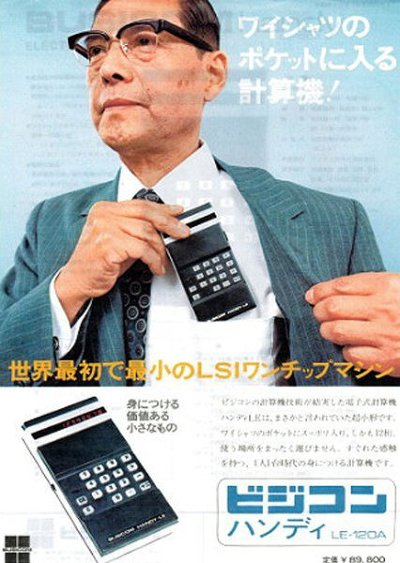 ワイシャツの
ポケットに入る
計算機!
BUSICOM HANDY-LE
世界最初で最小のLSIワンチップマシン
身につける
価値ある
小さなもの
ビジコンの計算機技術が結実した電子式計算機
ハンディLEは、まさかと言われていた超小形です。
ワイシャツのポケットにスッポリ入り、しかも12桁。
使う場所をまったく選びません。すぐれた感触
を持つ、1人1台時代の身につける計算機です。
BUSICOM HANDY-LE
ビジコン
ハンディ LE-120A
BUSICOM
定価 ¥89,800